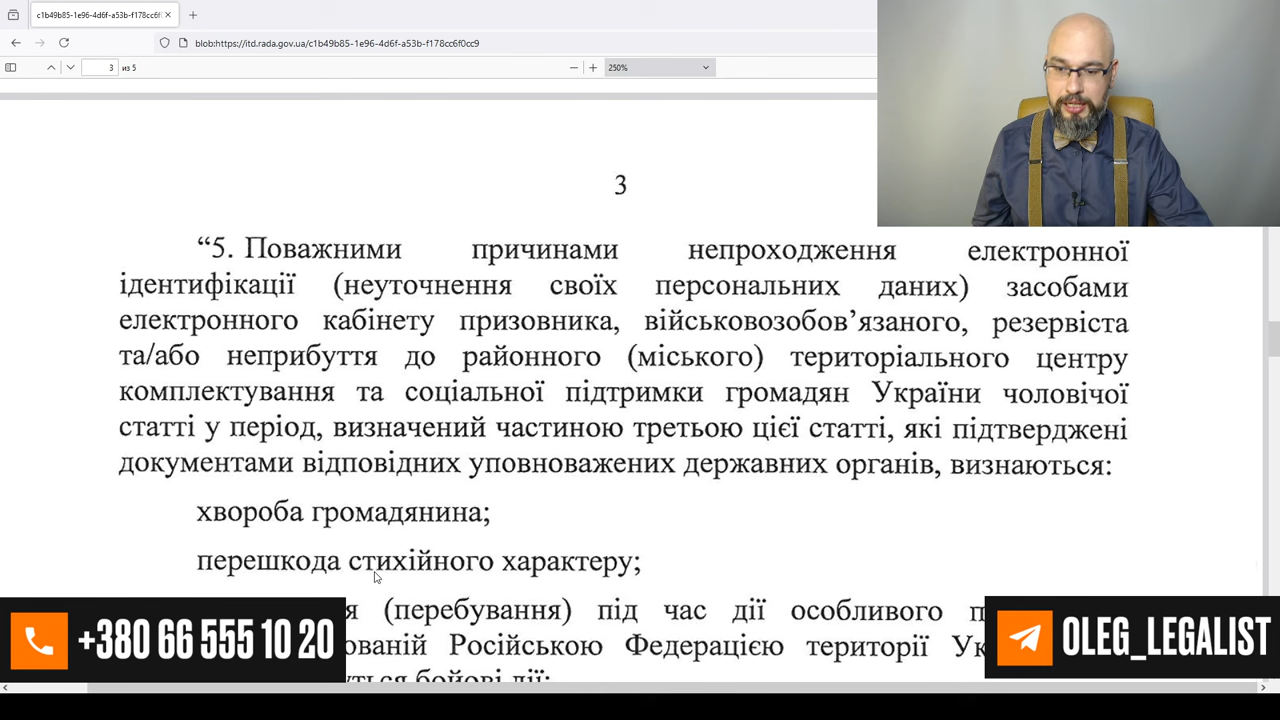 c1b49b85-1e96-4d6f-a53b-f178cc6f
blob:https://itd.rada.gov.ua/c1b49b85-1e96-4d6f-a53b-f178cc6f0cc9
3 из 5
250%
3
“5. Поважними причинами непроходження електронної
ідентифікації (неуточнення своїх персональних даних) засобами
електронного кабінету призовника, військовозобов’язаного, резервіста
та/або неприбуття до районного (міського) територіального центру
комплектування та соціальної підтримки громадян України чоловічої
статті у період, визначений частиною третьою цієї статті, які підтверджені
документами відповідних уповноважених державних органів, визнаються:
хвороба громадянина;
перешкода стихійного характеру;
я (перебування) під час дії особливого п
ованій Російською Федерацією території Ук
ться бойові дії:
+380 66 555 10 20
OLEG_LEGALIST